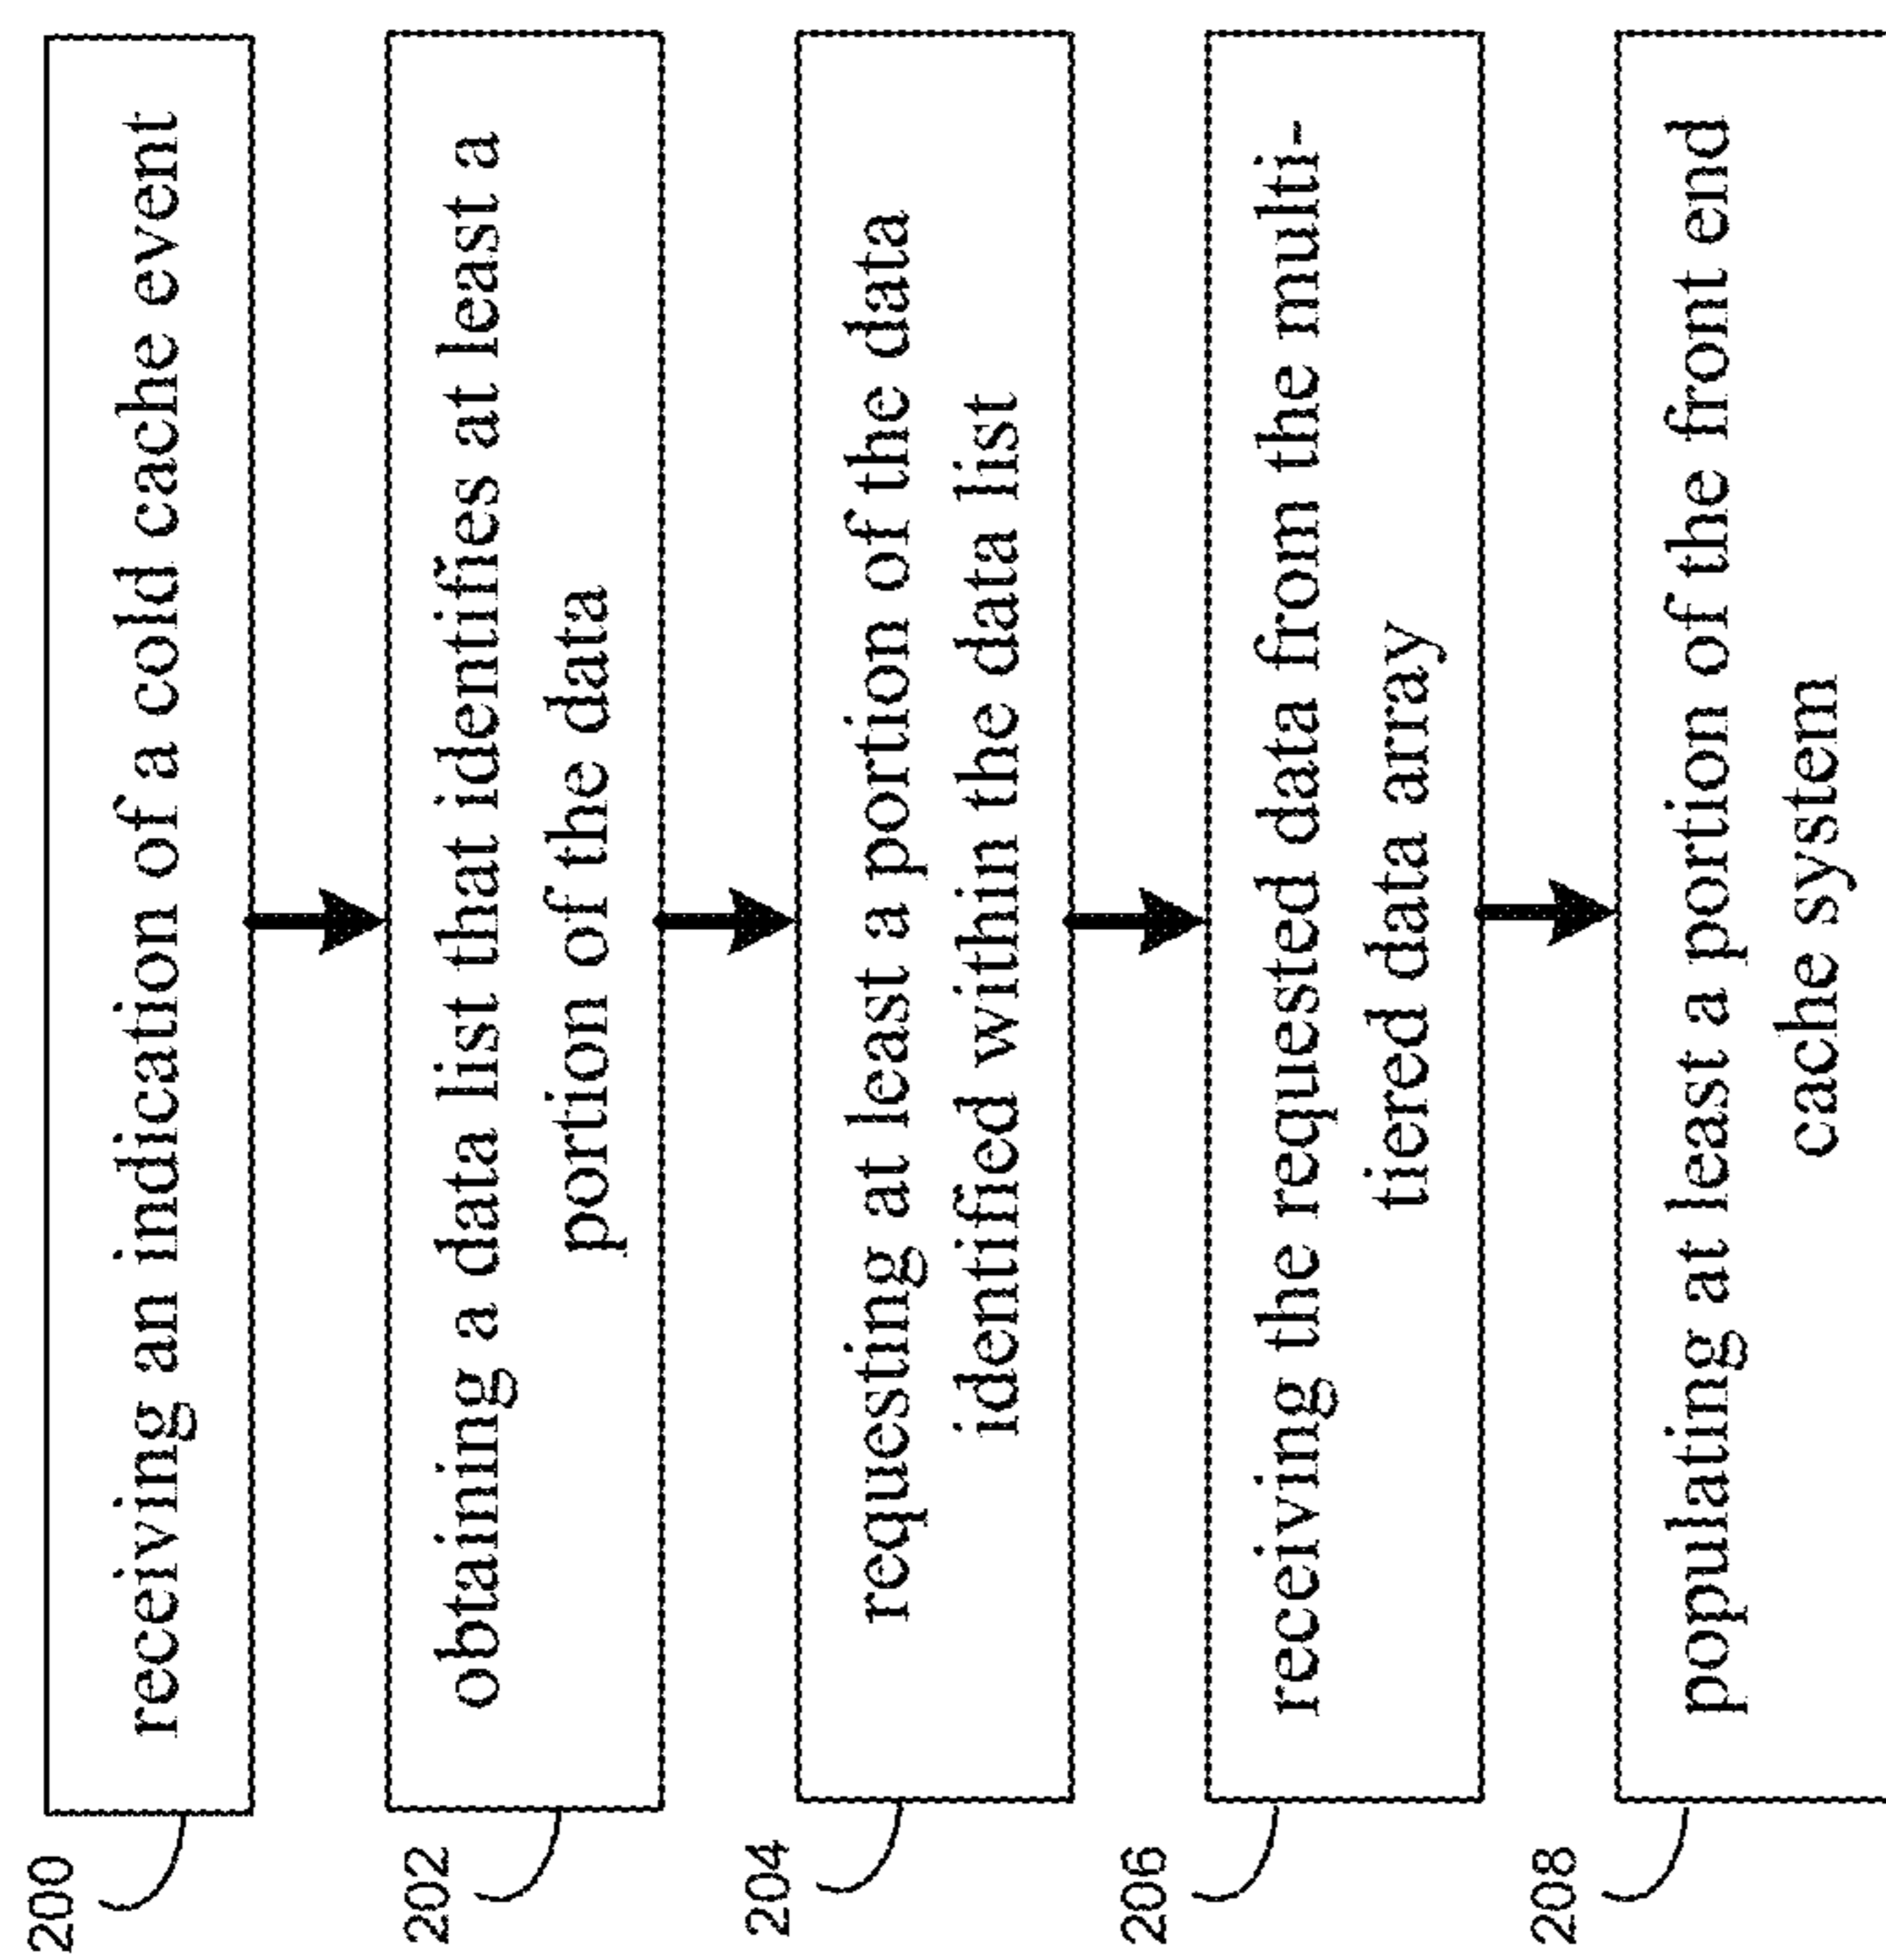 200
receiving an indication of a cold cache event
202
obtaining a data list that identifies at least a
portion of the data
204
requesting at least a portion of the data
identified within the data list
206
receiving the requested data from the multi-
tiered data array
208
populating at least a portion of the front end
cache system